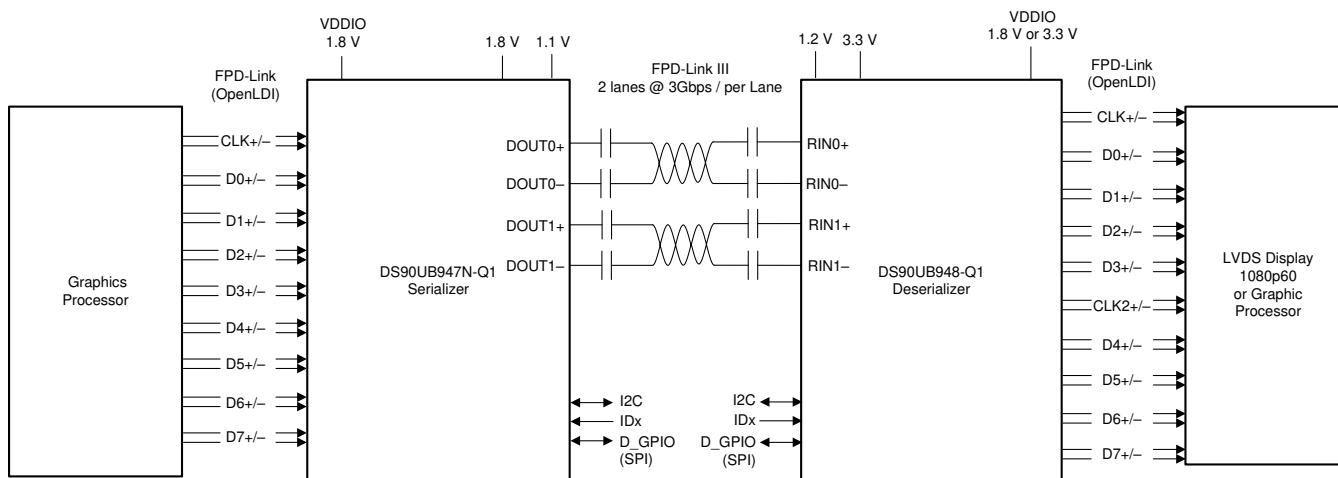 VDDIO
1.8 V
1.8 V
1.1V
FPD-Link
(OpenLDI)
FPD-Link III
2 lanes @ 3Gbps / per Lane
1.2 V
3.3 V
VDDIO
1.8 V or 3.3 V
FPD-Link
(OpenLDI)
Graphics
Processor
CLK+/–
D0+/–
D1+/–
D2+/–
D3+/–
D4+/–
D5+/–
D6+/–
D7+/–
DS90UB947N-Q1
Serializer
DOUT0+
DOUT0–
DOUT1+
DOUT1–
I2C
IDx
D_GPIO
(SPI)
RIN0+
RIN0–
RIN1+
RIN1–
DS90UB948-Q1
Deserializer
I2C
IDx
D_GPIO
(SPI)
CLK+/–
D0+/–
D1+/–
D2+/–
D3+/–
CLK2+/–
D4+/–
D5+/–
D6+/–
D7+/–
LVDS Display
1080p60
or Graphic
Processor